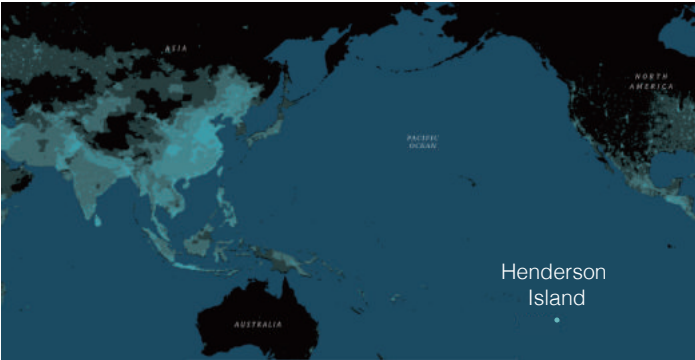 ASIA
NORTH
AMERICA
PACIFIC
OCEAN
Henderson
Island
AUSTRALIA